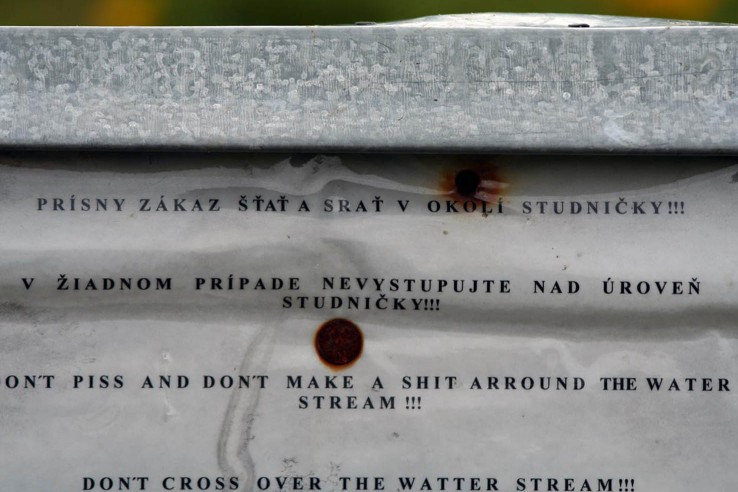 PRÍSNY ZÁKAZ ŠŤAŤ A SRAŤ V OKOLÍ STUDNIČKY!!!
V ŽIADNOM PRÍPADE NEVYSTUPUJTE NAD ÚROVEŇ
STUDNIČKY!!!
DON´T PISS AND DON´T MAKE A SHIT ARROUND THE WATER
STREAM !!!
DON´T CROSS OVER THE WATTER STREAM!!!